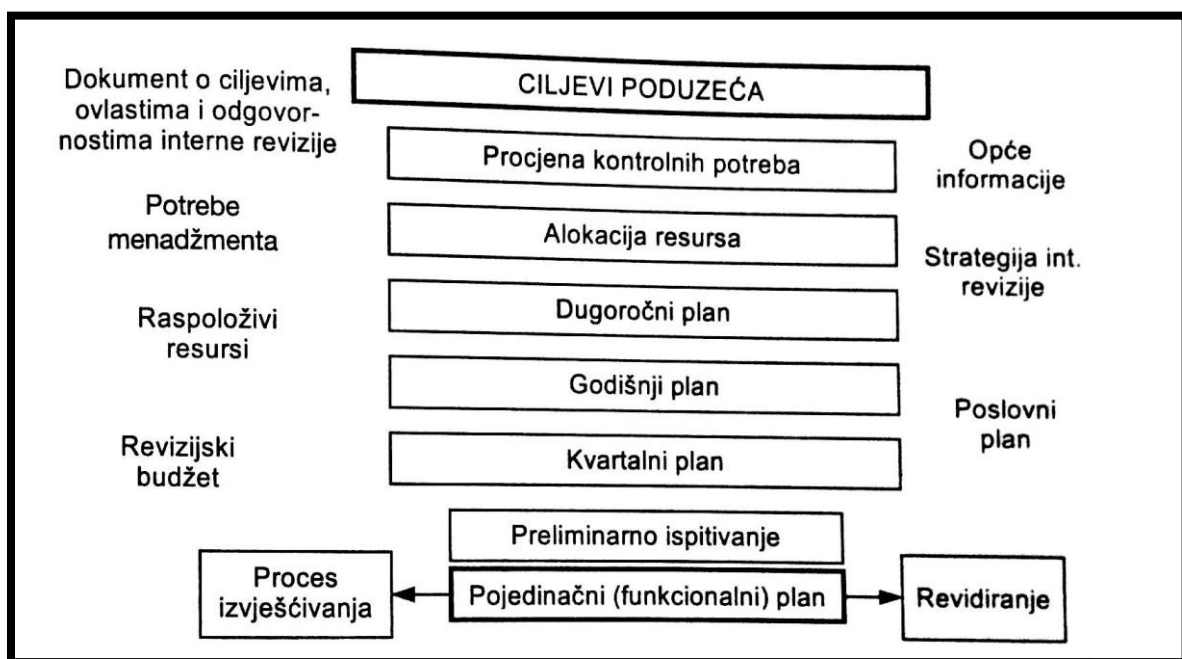 Dokument o ciljevima,
ovlastima i odgovor-
nostima interne revizije
CILJEVI PODUZEĆA
Procjena kontrolnih potreba
Opće
informacije
Potrebe
menadžmenta
Alokacija resursa
Strategija int.
revizije
Dugoročni plan
Raspoloživi
resursi
Godišnji plan
Poslovni
plan
Revizijski
budžet
Kvartalni plan
Preliminarno ispitivanje
Proces
izvješćivanja
Pojedinačni (funkcionalni) plan
Revidiranje